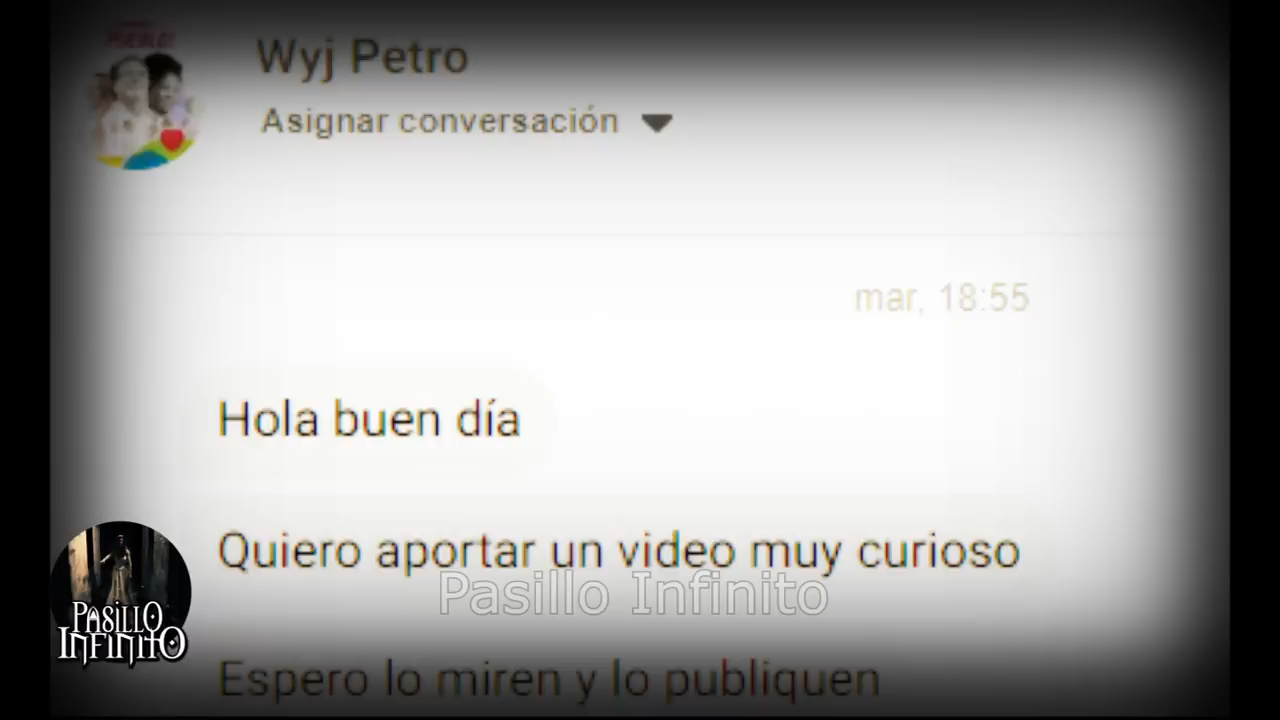 Wyj Petro
Asignar conversación
mar, 18:55
Hola buen día
Quiero aportar un video muy curioso
Pasillo Infinito
PASILLO
INFINITO
Espero lo miren y lo publiquen